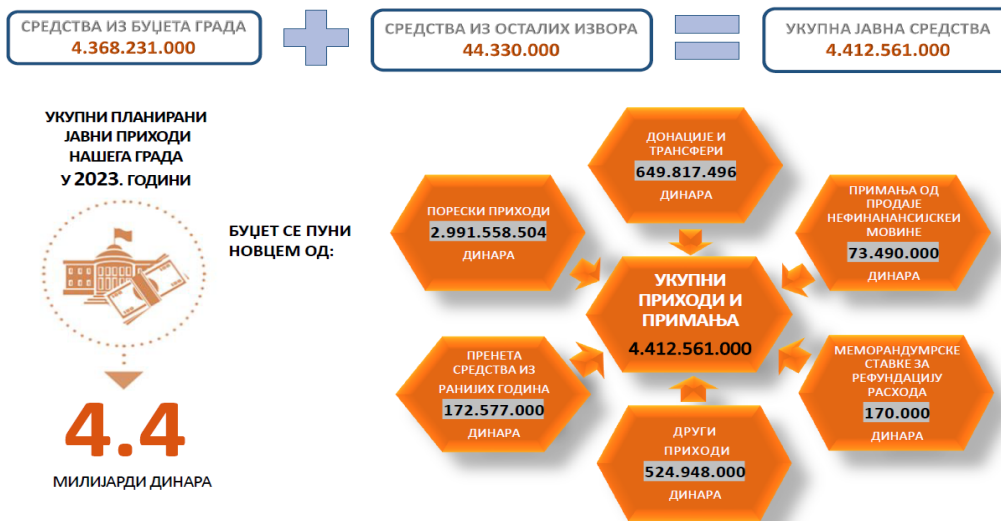 СРЕДСТВА ИЗ БУЏЕТА ГРАДА
4.368.231.000
СРЕДСТВА ИЗ ОСТАЛИХ ИЗВОРА
44.330.000
УКУПНА ЈАВНА СРЕДСТВА
4.412.561.000
УКУПНИ ПЛАНИРАНИ
ЈАВНИ ПРИХОДИ
НАШЕГА ГРАДА
У 2023. ГОДИНИ
4.4
МИЛИЈАРДИ ДИНАРА
БУЏЕТ СЕ ПУНИ
НОВЦЕМ ОД:
ДОНАЦИЈЕ И
ТРАНСФЕРИ
649.817.496
ДИНАРА
ПОРЕСКИ ПРИХОДИ
2.991.558.504
ДИНАРА
ПРИМАЊА ОД
ПРОДАЈЕ
НЕФИНАНАНСИЈСКЕИ
МОВИНЕ
73.490.000
ДИНАРА
УКУПНИ
ПРИХОДИ И
ПРИМАЊА
4.412.561.000
ПРЕНЕТА
СРЕДСТВА ИЗ
РАНИЈИХ ГОДИНА
172.577.000
ДИНАРА
МЕМОРАНДУМРСКЕ
СТАВКЕ ЗА
РЕФУНДАЦИЈУ
РАСХОДА
170.000
ДИНАРА
ДРУГИ
ПРИХОДИ
524.948.000
ДИНАРА